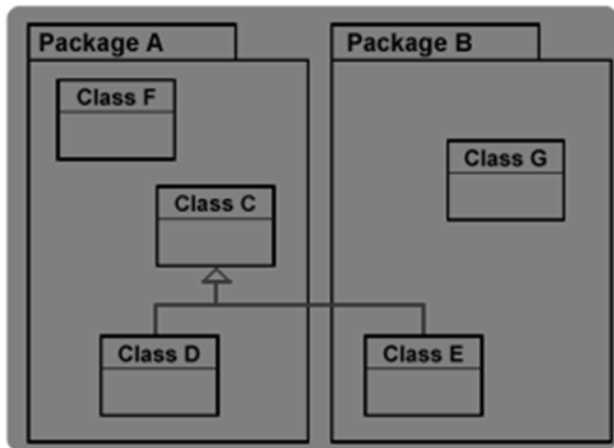 Package A
Package B
Class F
Class G
Class C
Class D
Class E